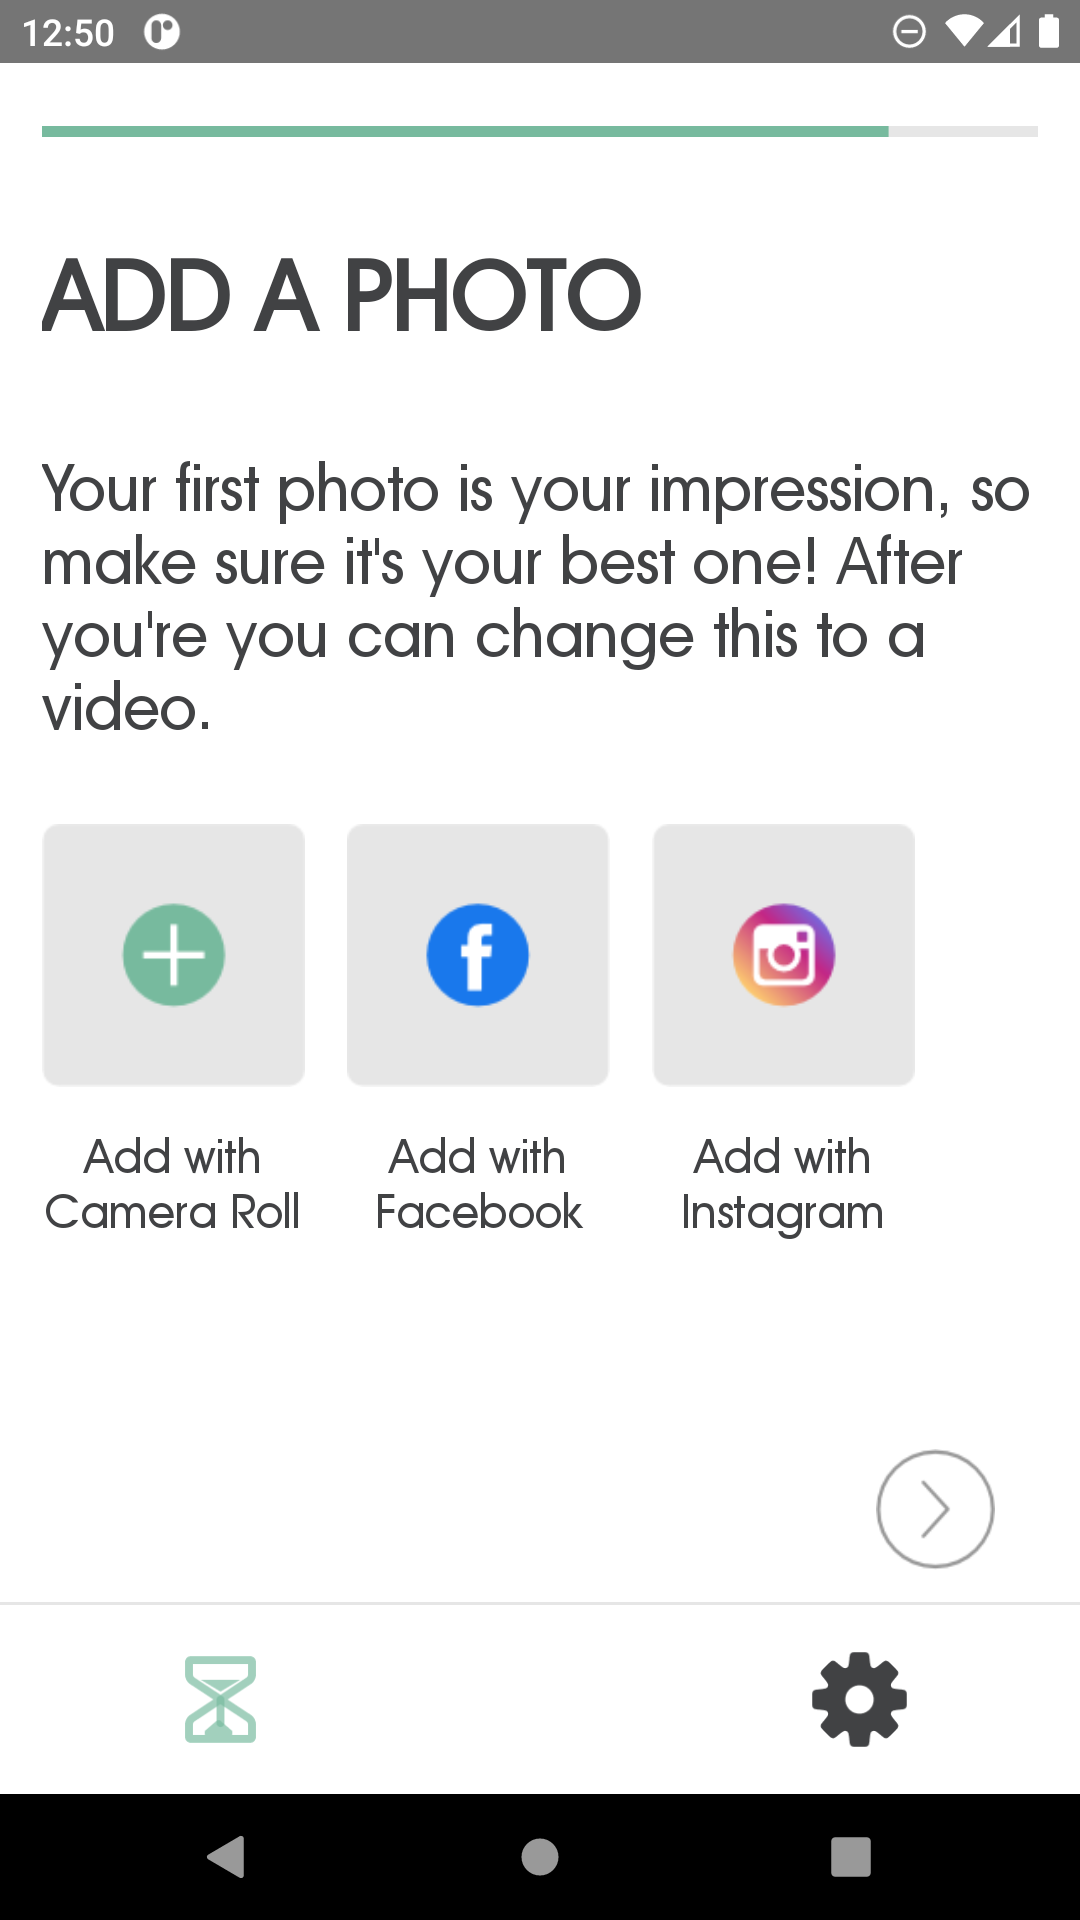 12:50
ADD A PHOTO
Your first photo is your impression, so
make sure it's your best one! After
you're you can change this to a
video.
Add with
Camera Roll
Add with
Facebook
Add with
Instagram